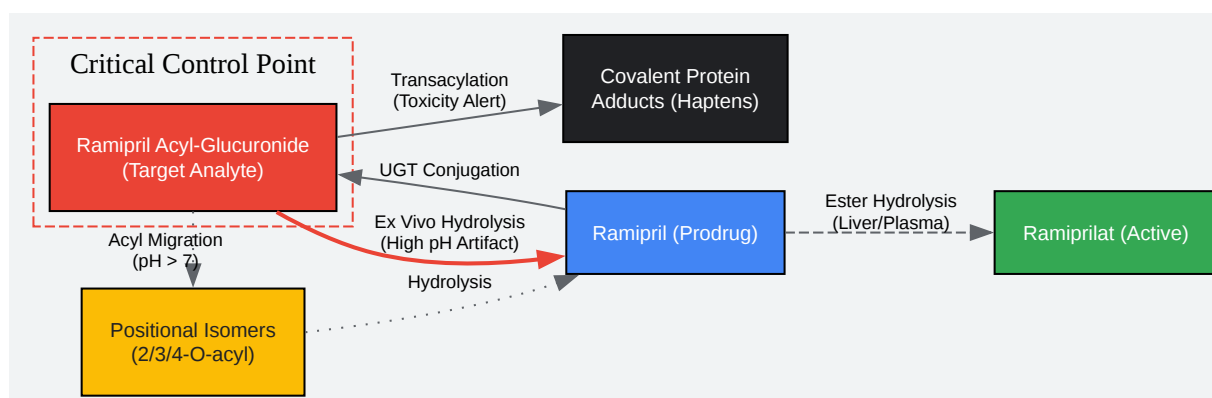 Critical Control Point
Ramipril Acyl-Glucuronide
(Target Analyte)
Transacylation
(Toxicity Alert)
Covalent Protein
Adducts (Haptens)
UGT Conjugation
Ex Vivo Hydrolysis
(High pH Artifact)
Ramipril (Prodrug)
Ester Hydrolysis
(Liver/Plasma)
Ramiprilat (Active)
Acyl Migration
(pH > 7)
Hydrolysis
Positional Isomers
(2/3/4-O-acyl)